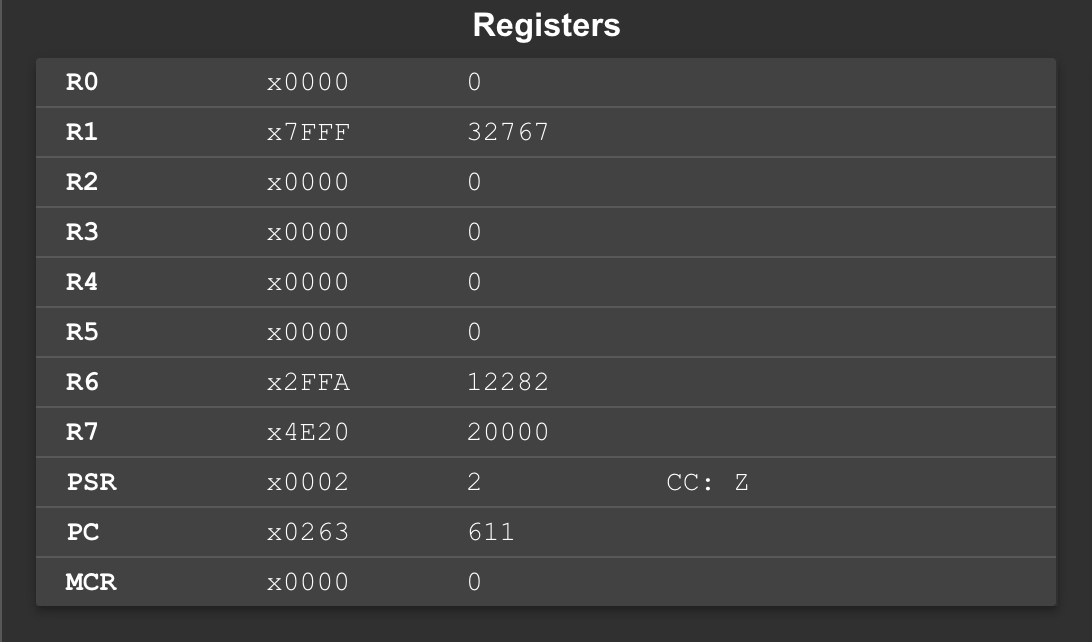 Registers
R0 x0000 0
R1 x7FFF 32767
R2 x0000 0
R3 x0000 0
R4 x0000 0
R5 x0000 0
R6 x2FFA 12282
R7 x4E20 20000
PSR x0002 2 CC: Z
PC x0263 611
MCR x0000 0